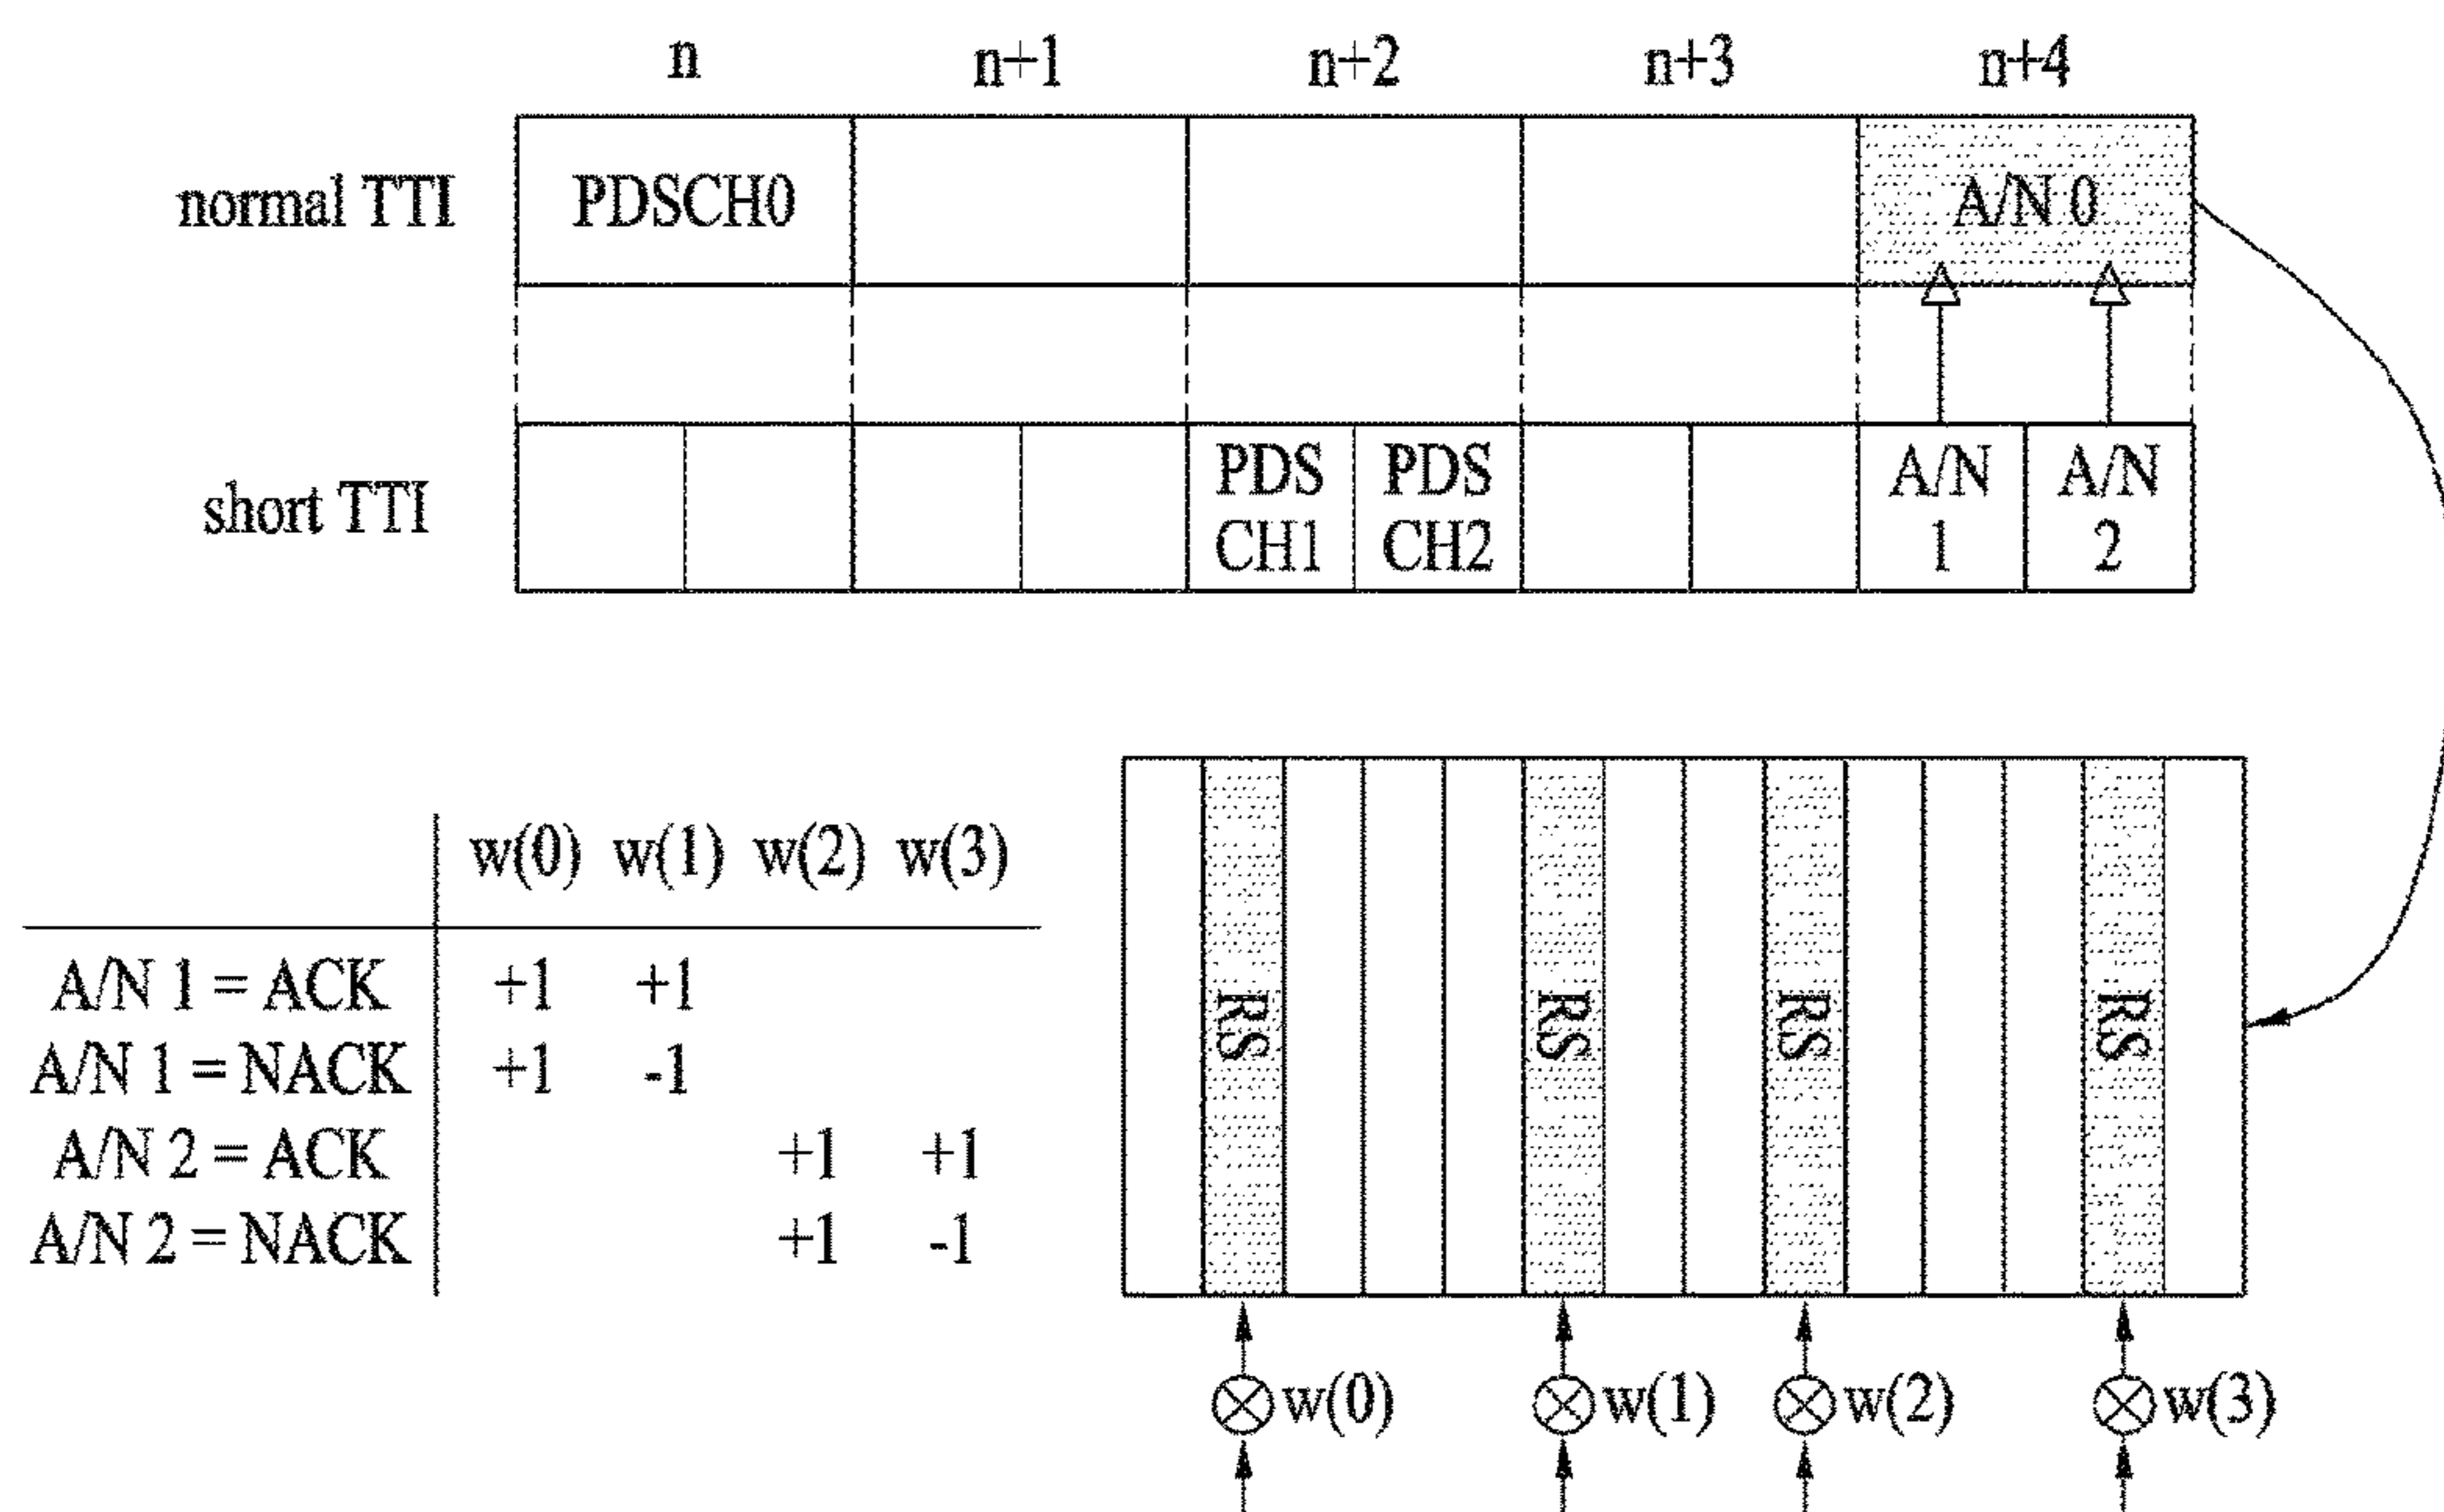 n n+1 n+2 n+3 n+4
normal TTI PDSCH0 A/N 0
short TTI PDS PDS A/N A/N
CH1 CH2 1 2
w(0) w(1) w(2) w(3)
A/N 1 = ACK +1 +1
A/N 1 = NACK +1 -1
A/N 2 = ACK +1 +1
A/N 2 = NACK +1 -1
RS RS RS RS
w(0) w(1) w(2) w(3)